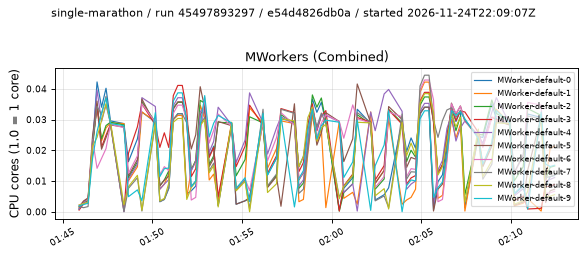 single-marathon / run 45497893297 / e54d4826db0a / started 2026-11-24T22:09:07Z
MWorkers (Combined)
CPU cores (1.0 = 1 core)
0.04
0.03
0.02
0.01
0.00
01:45
01:50
01:55
02:00
02:05
02:10
MWorker-default-0
MWorker-default-1
MWorker-default-2
MWorker-default-3
MWorker-default-4
MWorker-default-5
MWorker-default-6
MWorker-default-7
MWorker-default-8
MWorker-default-9